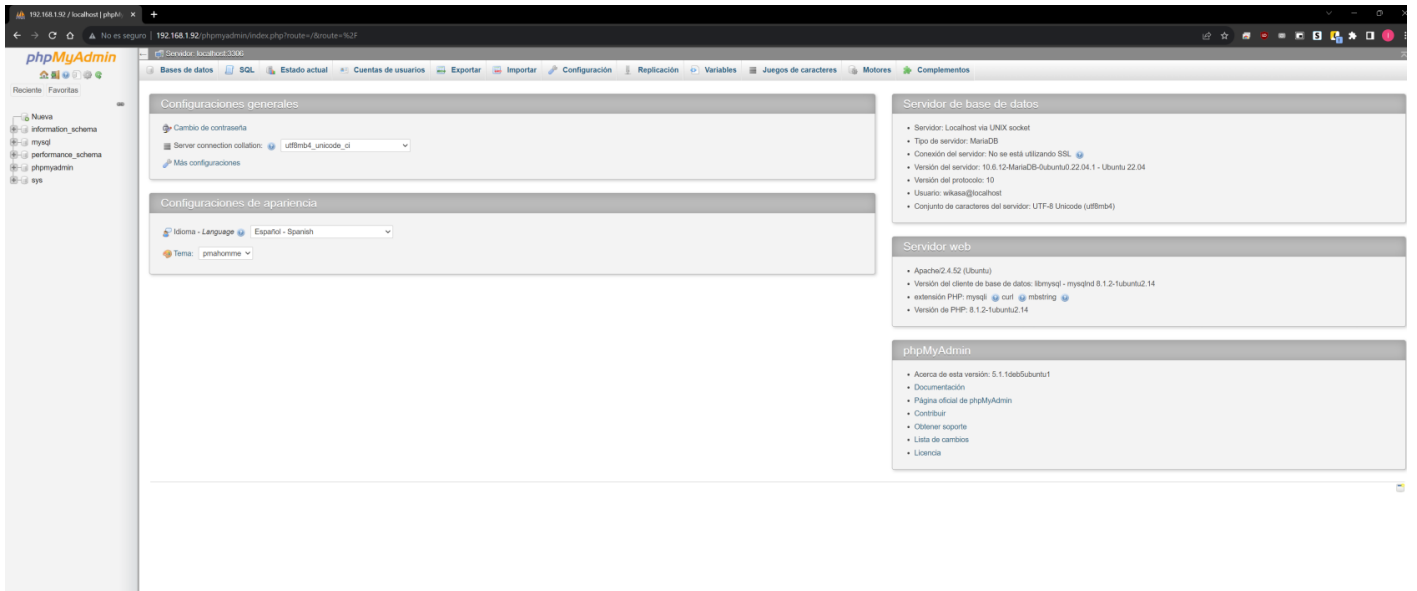 192.168.1.92 / localhost | phpMy
No es seguro | 192.168.1.92/phpmyadmin/index.php?route=/&route=%2F
phpMyAdmin
Reciente Favoritas
Nueva
information_schema
mysql
performance_schema
phpmyadmin
sys
Servidor: localhost:3306
Bases de datos SQL Estado actual Cuentas de usuarios Exportar Importar Configuración Replicación Variables Juegos de caracteres Motores Complementos
Configuraciones generales
Cambio de contraseña
Server connection collation: utf8mb4_unicode_ci
Más configuraciones
Configuraciones de apariencia
Idioma - Language Español - Spanish
Tema: pmahomme
Servidor de base de datos
• Servidor: Localhost via UNIX socket
• Tipo de servidor: MariaDB
• Conexión del servidor: No se está utilizando SSL
• Versión del servidor: 10.6.12-MariaDB-0ubuntu0.22.04.1 - Ubuntu 22.04
• Versión del protocolo: 10
• Usuario: wikasa@localhost
• Conjunto de caracteres del servidor: UTF-8 Unicode (utf8mb4)
Servidor web
• Apache/2.4.52 (Ubuntu)
• Versión del cliente de base de datos: libmysql - mysqlnd 8.1.2-1ubuntu2.14
• extensión PHP: mysqli curl mbstring
• Versión de PHP: 8.1.2-1ubuntu2.14
phpMyAdmin
• Acerca de esta versión: 5.1.1deb5ubuntu1
• Documentación
• Página oficial de phpMyAdmin
• Contribuir
• Obtener soporte
• Lista de cambios
• Licencia